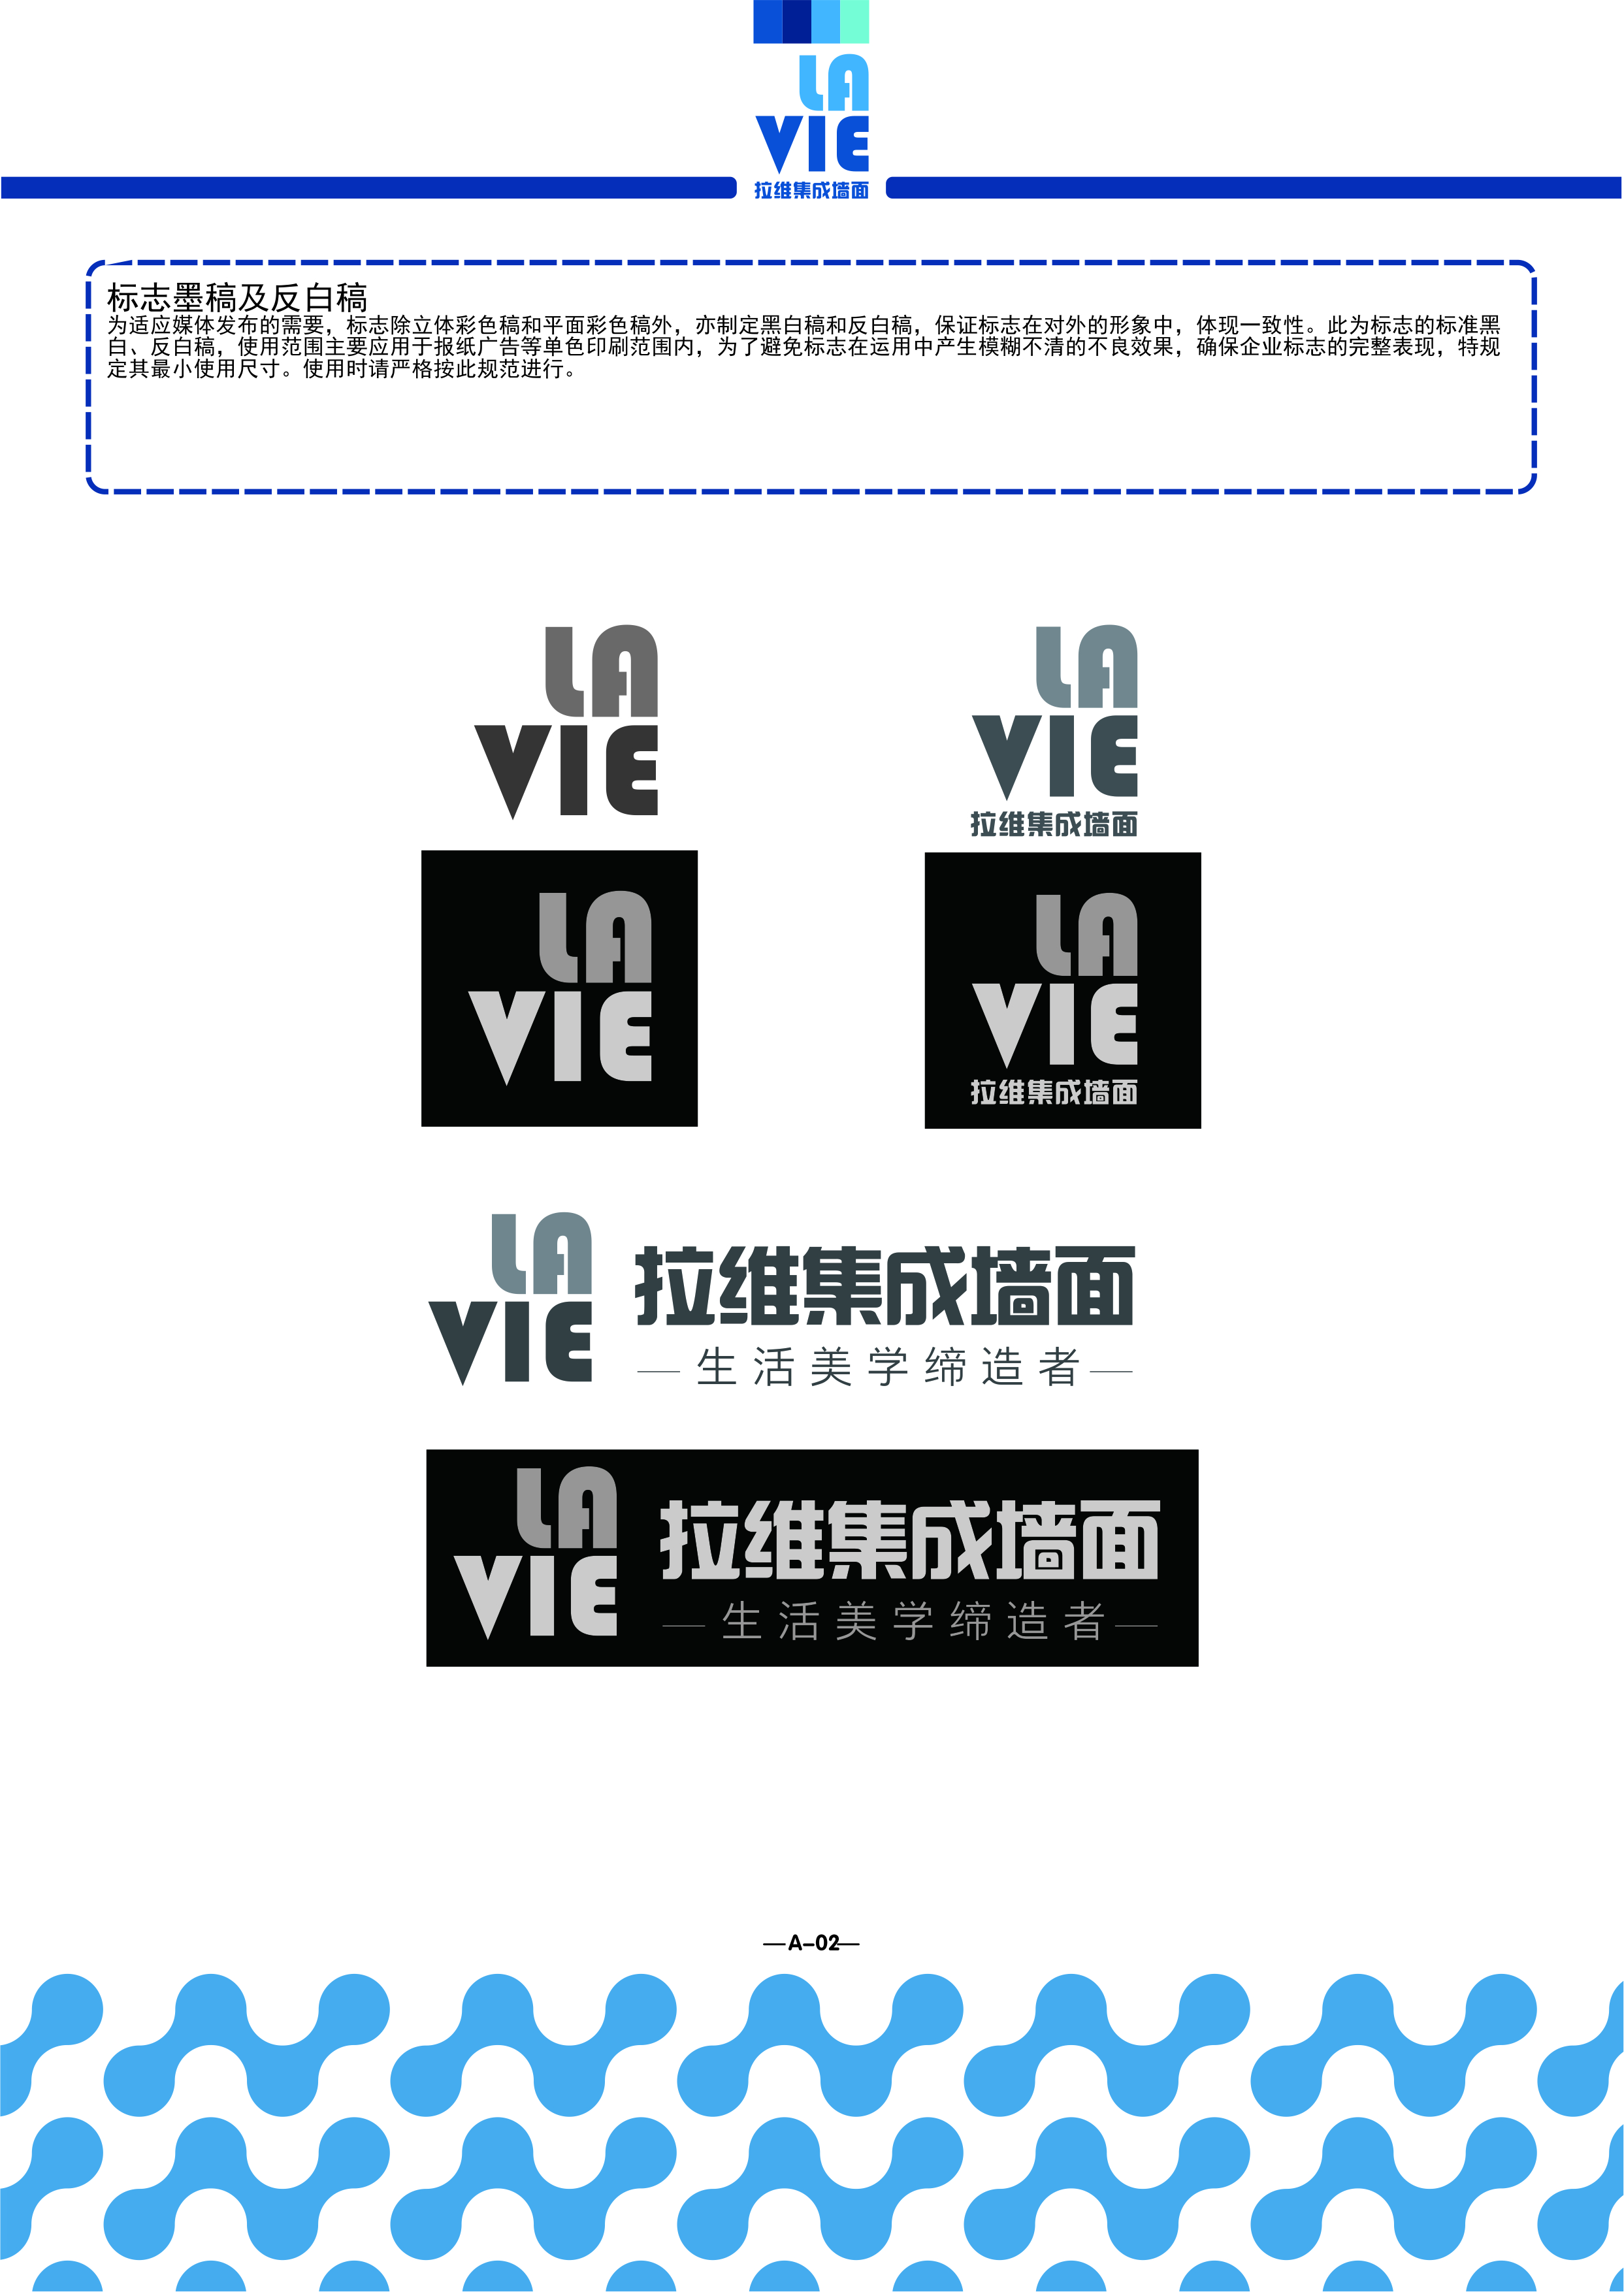 LA
VIE
拉维集成墙面
标志墨稿及反白稿
为适应媒体发布的需要，标志除立体彩色稿和平面彩色稿外，亦制定黑白稿和反白稿，保证标志在对外的形象中，体现一致性。此为标志的标准黑
白、反白稿，使用范围主要应用于报纸广告等单色印刷范围内，为了避免标志在运用中产生模糊不清的不良效果，确保企业标志的完整表现，特规
定其最小使用尺寸。使用时请严格按此规范进行。
LA
VIE
LA
VIE
拉维集成墙面
LA
VIE
LA
VIE
拉维集成墙面
LA
VIE
拉维集成墙面
—生活美学缔造者—
LA
VIE
拉维集成墙面
—生活美学缔造者—
—A-02—